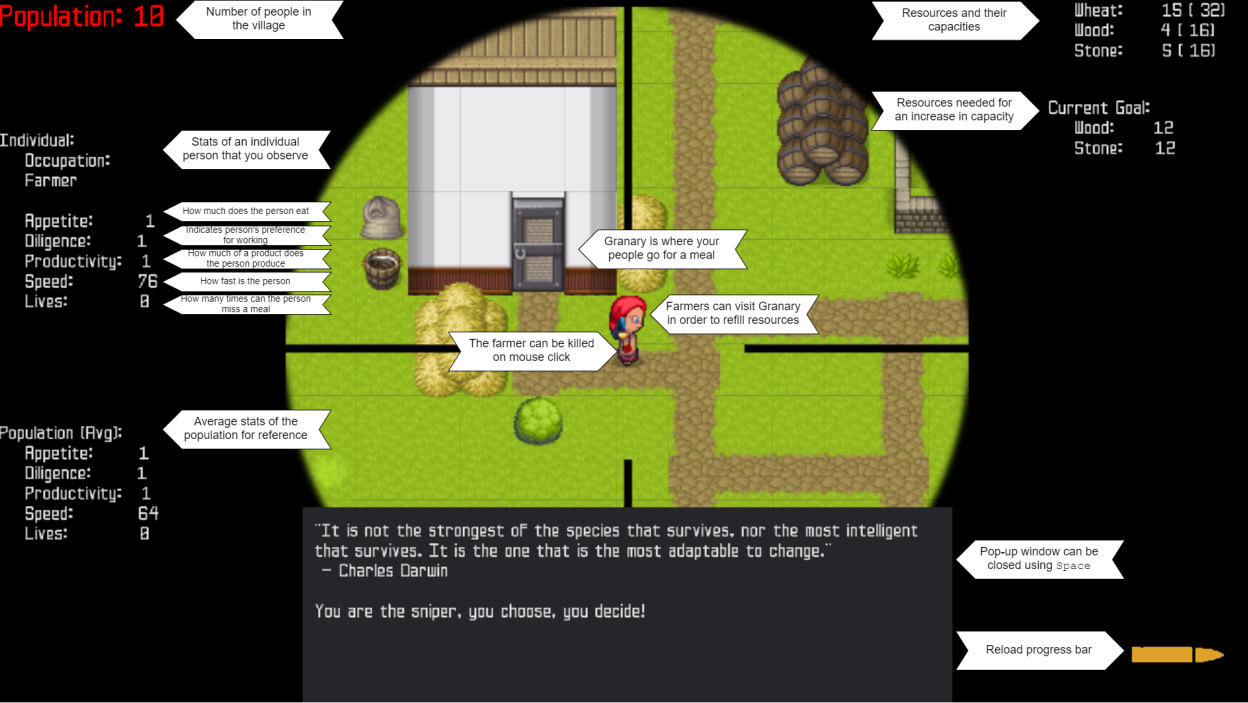 Population: 10
Number of people in
the village
Resources and their
capacities
Wheat: 15 ( 32)
Wood: 4 ( 16)
Stone: 5 ( 16)
Resources needed for
an increase in capacity
Current Goal:
Wood: 12
Stone: 12
Individual:
Occupation:
Farmer
Stats of an individual
person that you observe
Appetite: 1
How much does the person eat
Diligence: 1
Indicates person's preference
for working
Productivity: 1
How much of a product does
the person produce
Speed: 76
How fast is the person
Lives: 0
How many times can the person
miss a meal
Granary is where your
people go for a meal
Farmers can visit Granary
in order to refill resources
The farmer can be killed
on mouse click
Population (Avg):
Average stats of the
population for reference
Appetite: 1
Diligence: 1
Productivity: 1
Speed: 64
Lives: 0
"It is not the strongest of the species that survives, nor the most intelligent
that survives. It is the one that is the most adaptable to change."
- Charles Darwin
You are the sniper, you choose, you decide!
Pop-up window can be
closed using Space
Reload progress bar